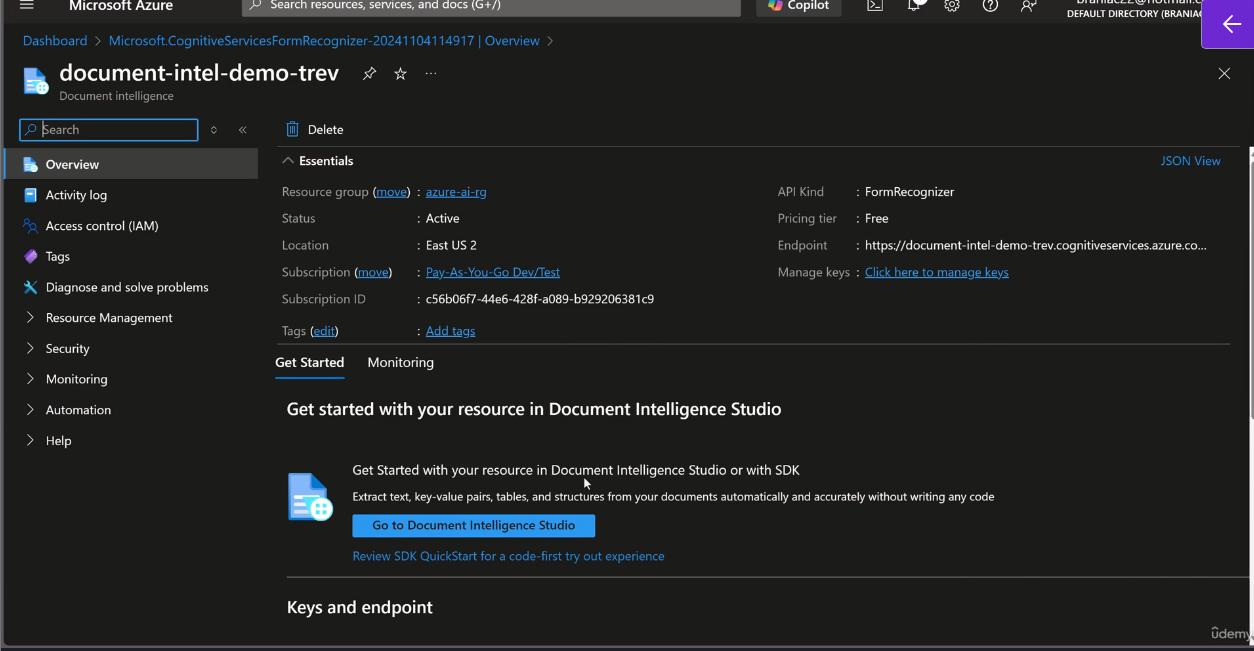 Microsoft Azure
Search resources, services, and docs (G+/)
Copilot
DEFAULT DIRECTORY (BRANIAC
Dashboard > Microsoft.CognitiveServicesFormRecognizer-20241104114917 | Overview >
document-intel-demo-trev
Document intelligence
Search
Overview
Activity log
Access control (IAM)
Tags
Diagnose and solve problems
Resource Management
Security
Monitoring
Automation
Help
Delete
Essentials
JSON View
Resource group (move) : azure-ai-rg
Status : Active
Location : East US 2
Subscription (move) : Pay-As-You-Go Dev/Test
Subscription ID : c56b06f7-44e6-428f-a089-b929206381c9
Tags (edit) : Add tags
API Kind : FormRecognizer
Pricing tier : Free
Endpoint : https://document-intel-demo-trev.cognitiveservices.azure.co...
Manage keys : Click here to manage keys
Get Started Monitoring
Get started with your resource in Document Intelligence Studio
Get Started with your resource in Document Intelligence Studio or with SDK
Extract text, key-value pairs, tables, and structures from your documents automatically and accurately without writing any code
Go to Document Intelligence Studio
Review SDK QuickStart for a code-first try out experience
Keys and endpoint
ûdemy